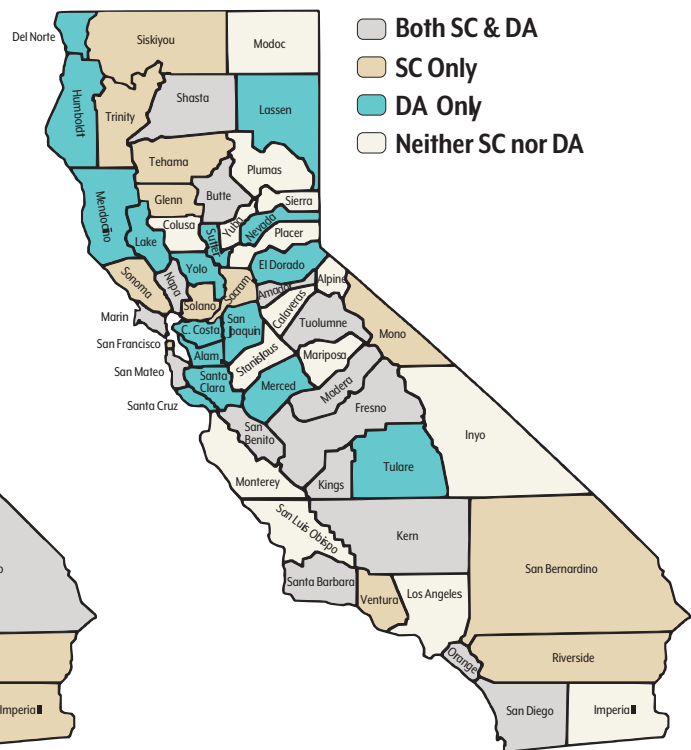 Both SC & DA
SC Only
DA Only
Neither SC nor DA
Del Norte
Siskiyou
Modoc
Humboldt
Trinity
Shasta
Lassen
Tehama
Plumas
Mendocino
Glenn
Butte
Sierra
Colusa
Lake
Sutter
Yuba
Nevada
Placer
Yolo
El Dorado
Sonoma
Napa
Solano
Sacram
Amador
Alpine
Calaveras
Marin
C. Costa
San
Joaquin
Tuolumne
Mono
San Francisco
Alam
Stanislaus
Mariposa
San Mateo
Santa
Clara
Merced
Madera
Santa Cruz
Fresno
San
Benito
Inyo
Monterey
Kings
Tulare
San Luis Obispo
Kern
San Bernardino
Santa Barbara
Ventura
Los Angeles
o
Orange
Riverside
San Diego
Imperial
Imperial